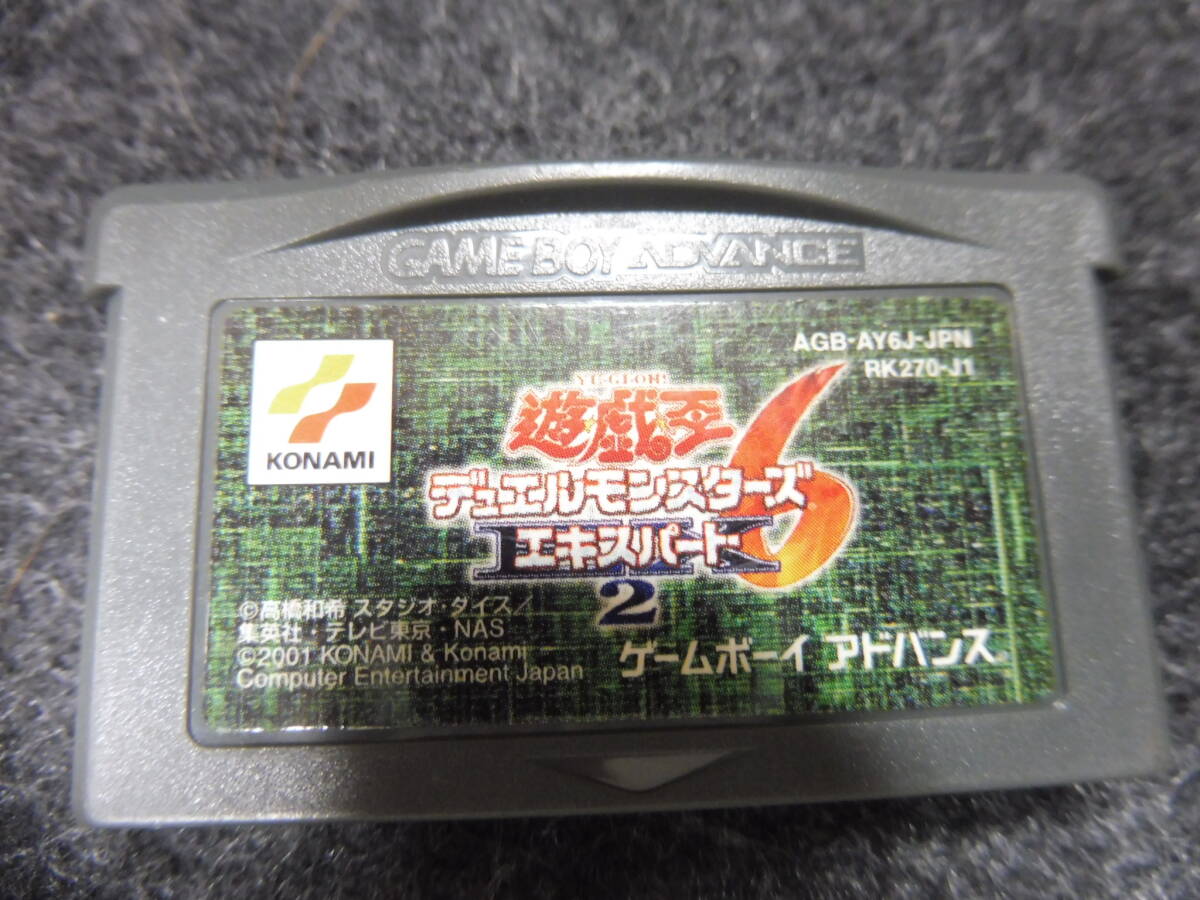 GAME BOY ADVANCE
AGB-AY6J-JPN
RK270-J1
KONAMI
YU-GI-OH!
遊戯王
デュエルモンスターズ
6
エキスパート
2
©高橋和希 スタジオ・ダイス/
集英社・テレビ東京・NAS
©2001 KONAMI & Konami
Computer Entertainment Japan
ゲームボーイ アドバンス